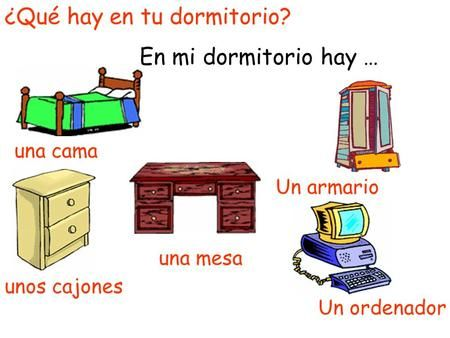 ¿Qué hay en tu dormitorio?
En mi dormitorio hay …
una cama
Un armario
una mesa
unos cajones
Un ordenador